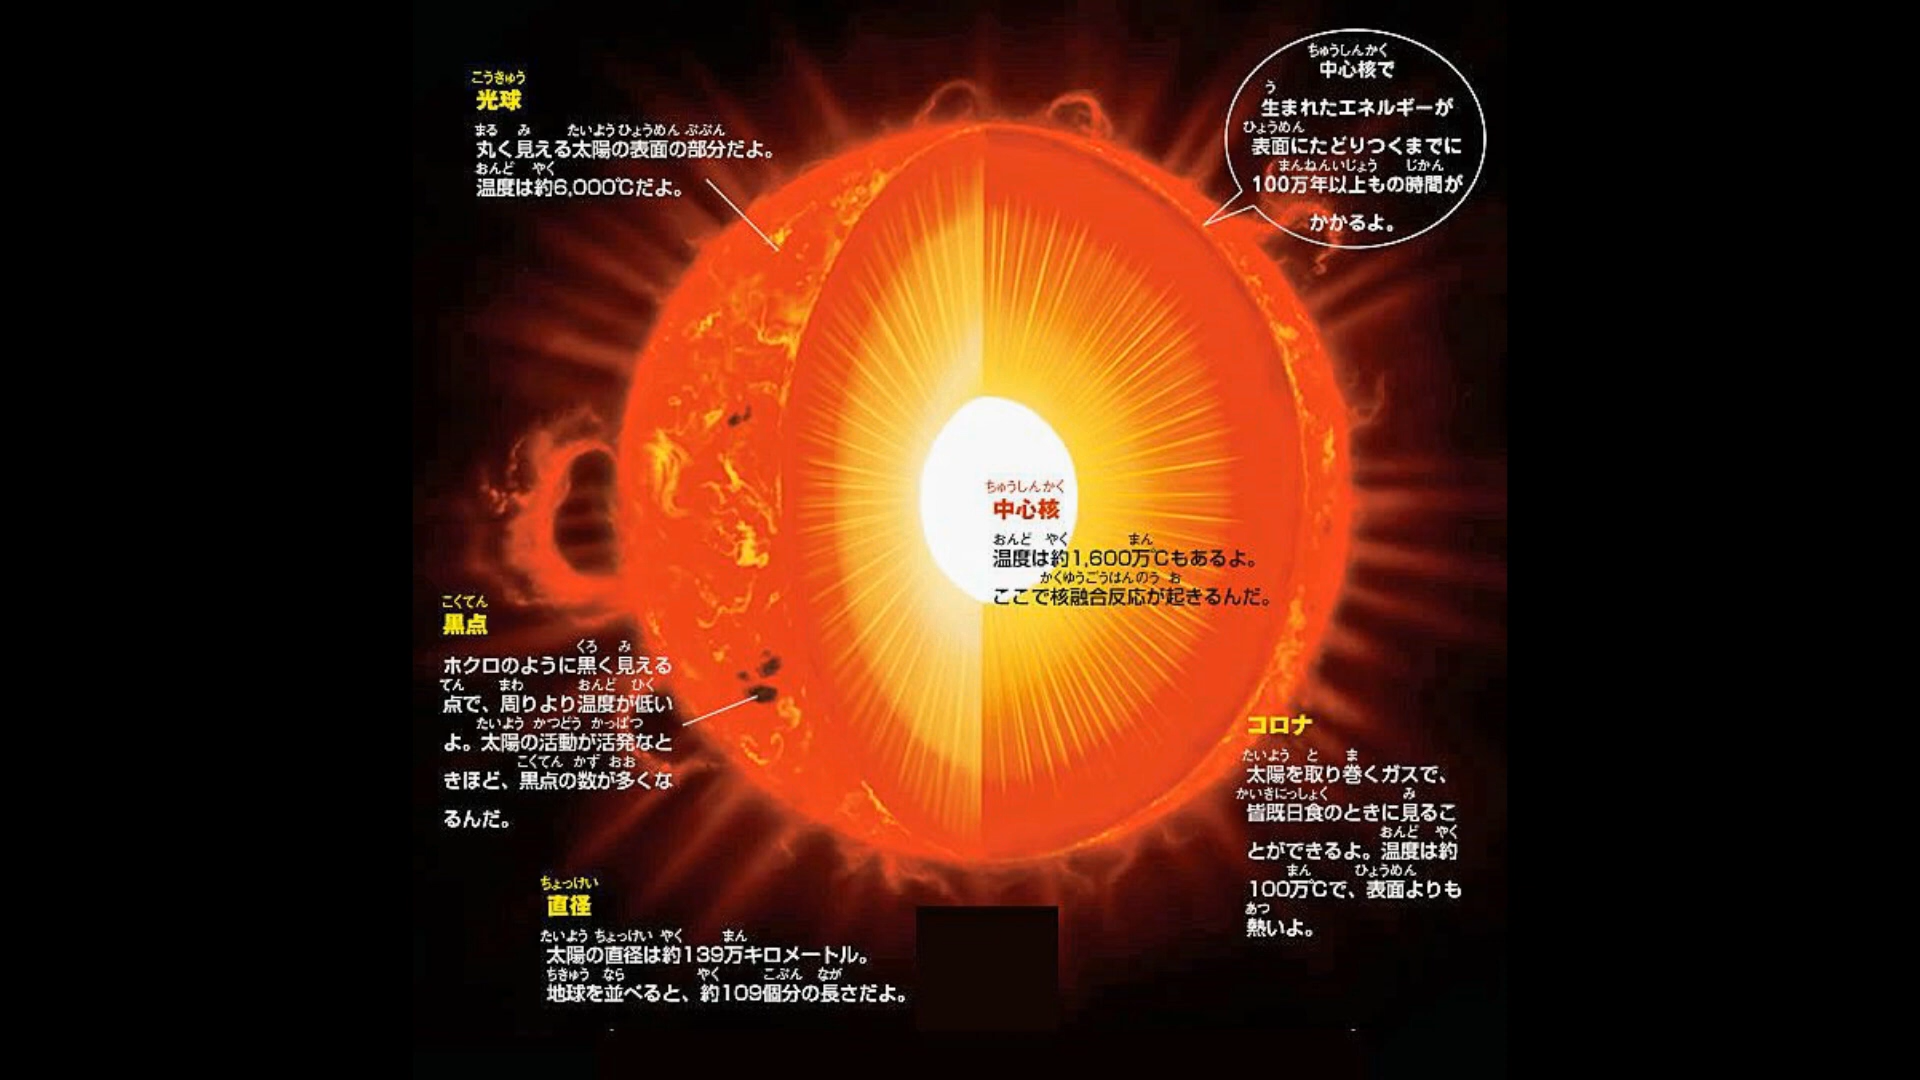 こうきゅう
光球
まる み たいよう ひょうめん ぶぶん
丸く見える太陽の表面の部分だよ。
おんど やく
温度は約6,000℃だよ。
ちゅうしんかく
中心核で
う
生まれたエネルギーが
ひょうめん
表面にたどりつくまでに
まんねんいじょう じかん
100万年以上もの時間が
かかるよ。
ちゅうしんかく
中心核
おんど やく まん
温度は約1,600万℃もあるよ。
かくゆうごうはんのう お
ここで核融合反応が起きるんだ。
こくてん
黒点
くろ み
ホクロのように黒く見える
てん まわ おんど ひく
点で、周りより温度が低い
たいよう かつどう かっぱつ
よ。太陽の活動が活発なと
こくてん かず おお
きほど、黒点の数が多くな
るんだ。
コロナ
たいよう と ま
太陽を取り巻くガスで、
かいきにっしょく み
皆既日食のときに見るこ
おんど やく
とができるよ。温度は約
まん ひょうめん
100万℃で、表面よりも
あつ
熱いよ。
ちょっけい
直径
たいよう ちょっけい やく まん
太陽の直径は約139万キロメートル。
ちきゅう なら やく こぶん なが
地球を並べると、約109個分の長さだよ。